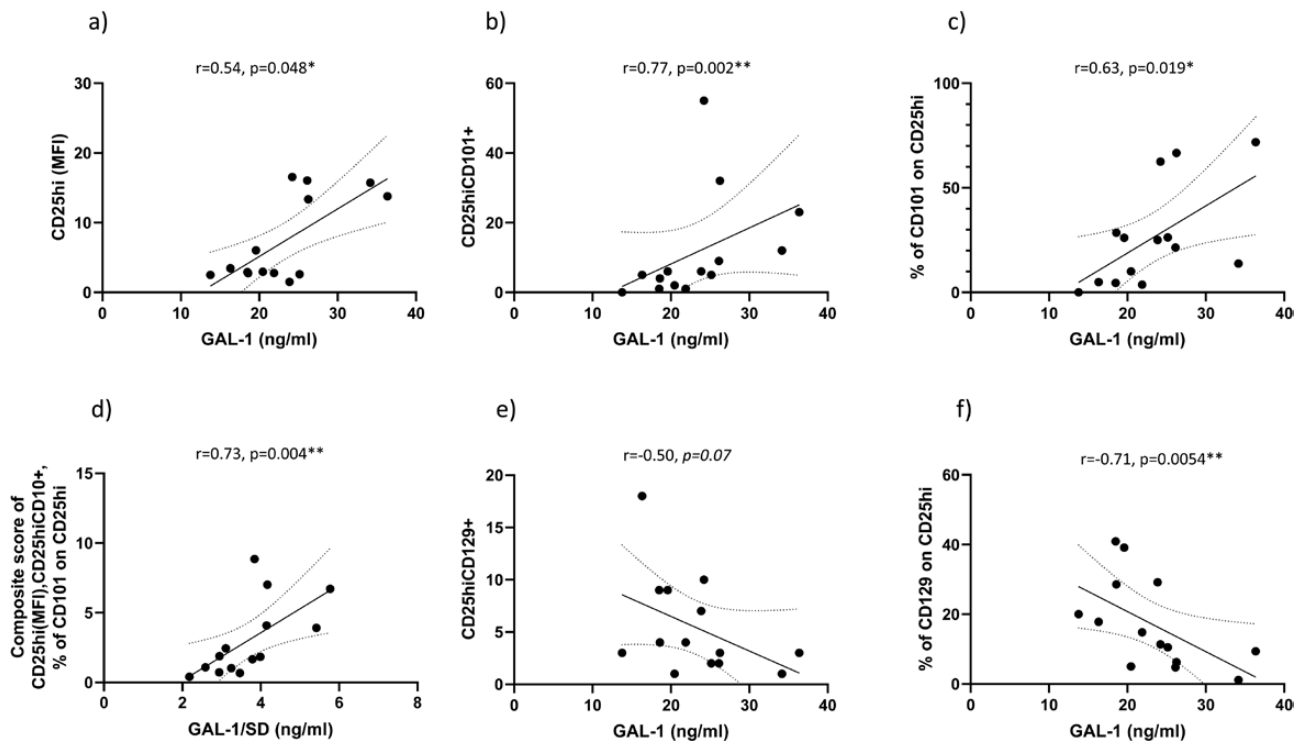 a)
r=0.54, p=0.048*
CD25hi (MFI)
30
20
10
0
0 10 20 30 40
GAL-1 (ng/ml)
b)
r=0.77, p=0.002**
CD25hiCD101+
60
40
20
0
0 10 20 30 40
GAL-1 (ng/ml)
c)
r=0.63, p=0.019*
% of CD101 on CD25hi
100
50
0
0 10 20 30 40
GAL-1 (ng/ml)
d)
r=0.73, p=0.004**
Composite score of
CD25hi(MFI),CD25hiCD10+,
% of CD101 on CD25hi
15
10
5
0
0 2 4 6 8
GAL-1/SD (ng/ml)
e)
r=-0.50, p=0.07
CD25hiCD129+
20
15
10
5
0
0 10 20 30 40
GAL-1 (ng/ml)
f)
r=-0.71, p=0.0054**
% of CD129 on CD25hi
60
40
20
0
0 10 20 30 40
GAL-1 (ng/ml)